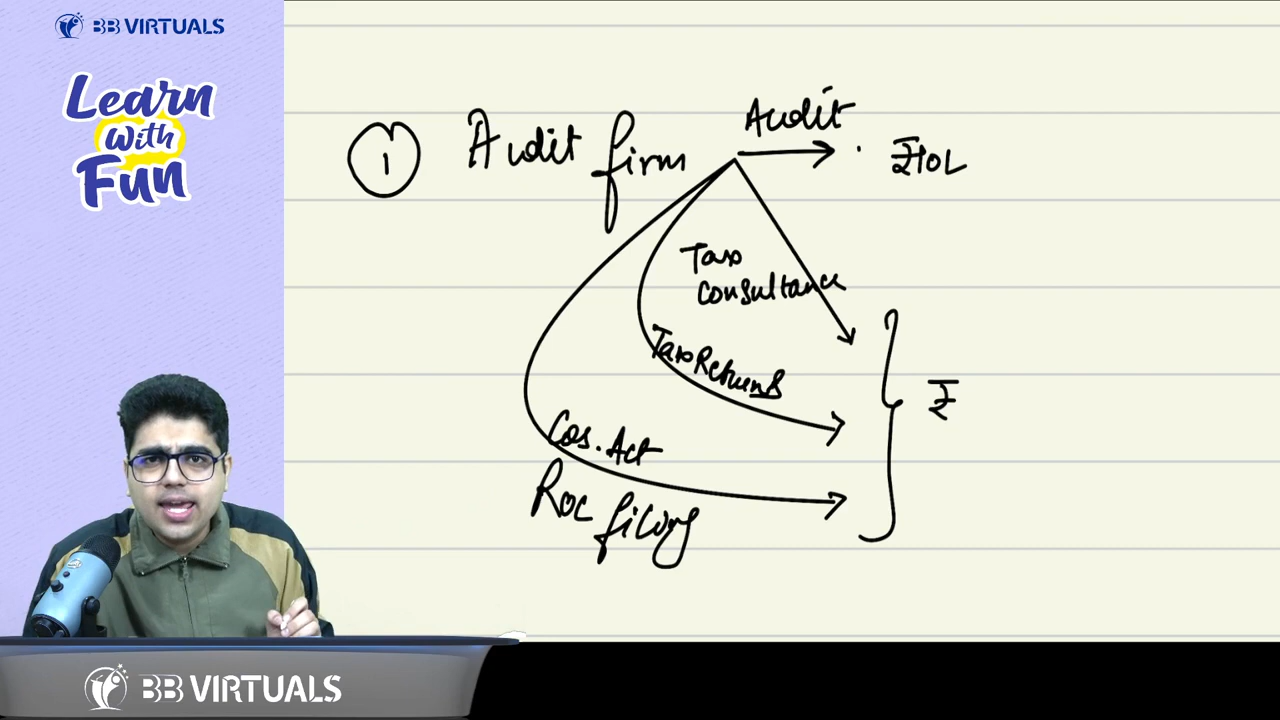 BB VIRTUALS
Learn
With
Fun
1 Audit firm Audit ₹10L
Tax
Consultance
Tax Returns
Cos. Act
ROC filing
₹
BB VIRTUALS